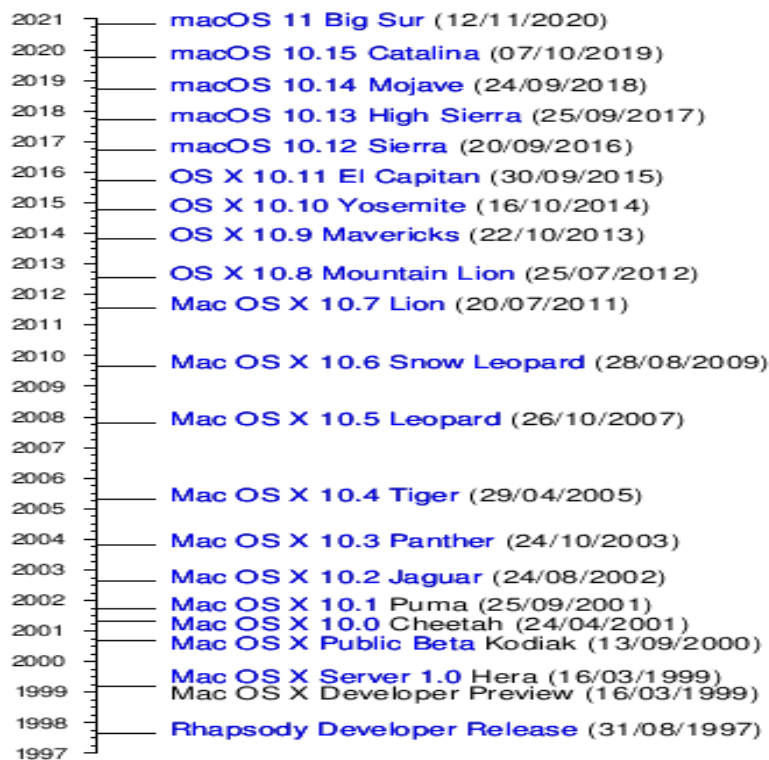 2021
macOS 11 Big Sur (12/11/2020)
2020
macOS 10.15 Catalina (07/10/2019)
2019
macOS 10.14 Mojave (24/09/2018)
2018
macOS 10.13 High Sierra (25/09/2017)
2017
macOS 10.12 Sierra (20/09/2016)
2016
OS X 10.11 El Capitan (30/09/2015)
2015
OS X 10.10 Yosemite (16/10/2014)
2014
OS X 10.9 Mavericks (22/10/2013)
2013
OS X 10.8 Mountain Lion (25/07/2012)
2012
Mac OS X 10.7 Lion (20/07/2011)
2011
2010
Mac OS X 10.6 Snow Leopard (28/08/2009)
2009
2008
Mac OS X 10.5 Leopard (26/10/2007)
2007
2006
Mac OS X 10.4 Tiger (29/04/2005)
2005
2004
Mac OS X 10.3 Panther (24/10/2003)
2003
Mac OS X 10.2 Jaguar (24/08/2002)
2002
Mac OS X 10.1 Puma (25/09/2001)
Mac OS X 10.0 Cheetah (24/04/2001)
2001
Mac OS X Public Beta Kodiak (13/09/2000)
2000
Mac OS X Server 1.0 Hera (16/03/1999)
1999
Mac OS X Developer Preview (16/03/1999)
1998
Rhapsody Developer Release (31/08/1997)
1997